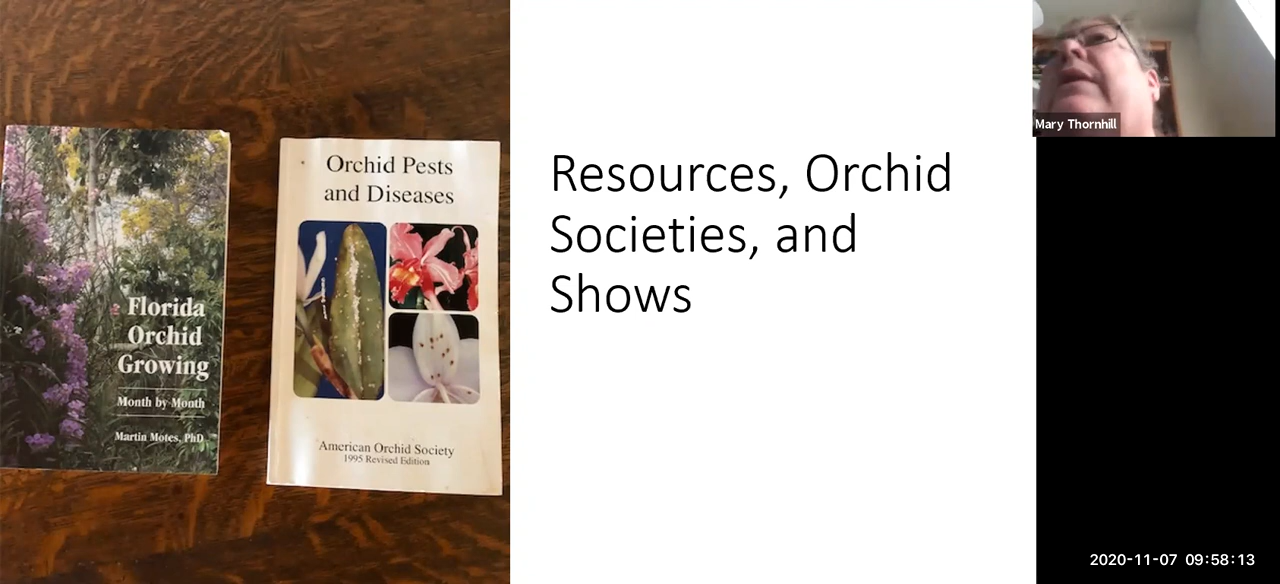 Florida
Orchid
Growing
Month by Month
Martin Motes, PhD
Orchid Pests
and Diseases
American Orchid Society
1995 Revised Edition
Resources, Orchid
Societies, and
Shows
Mary Thornhill
2020-11-07 09:58:13